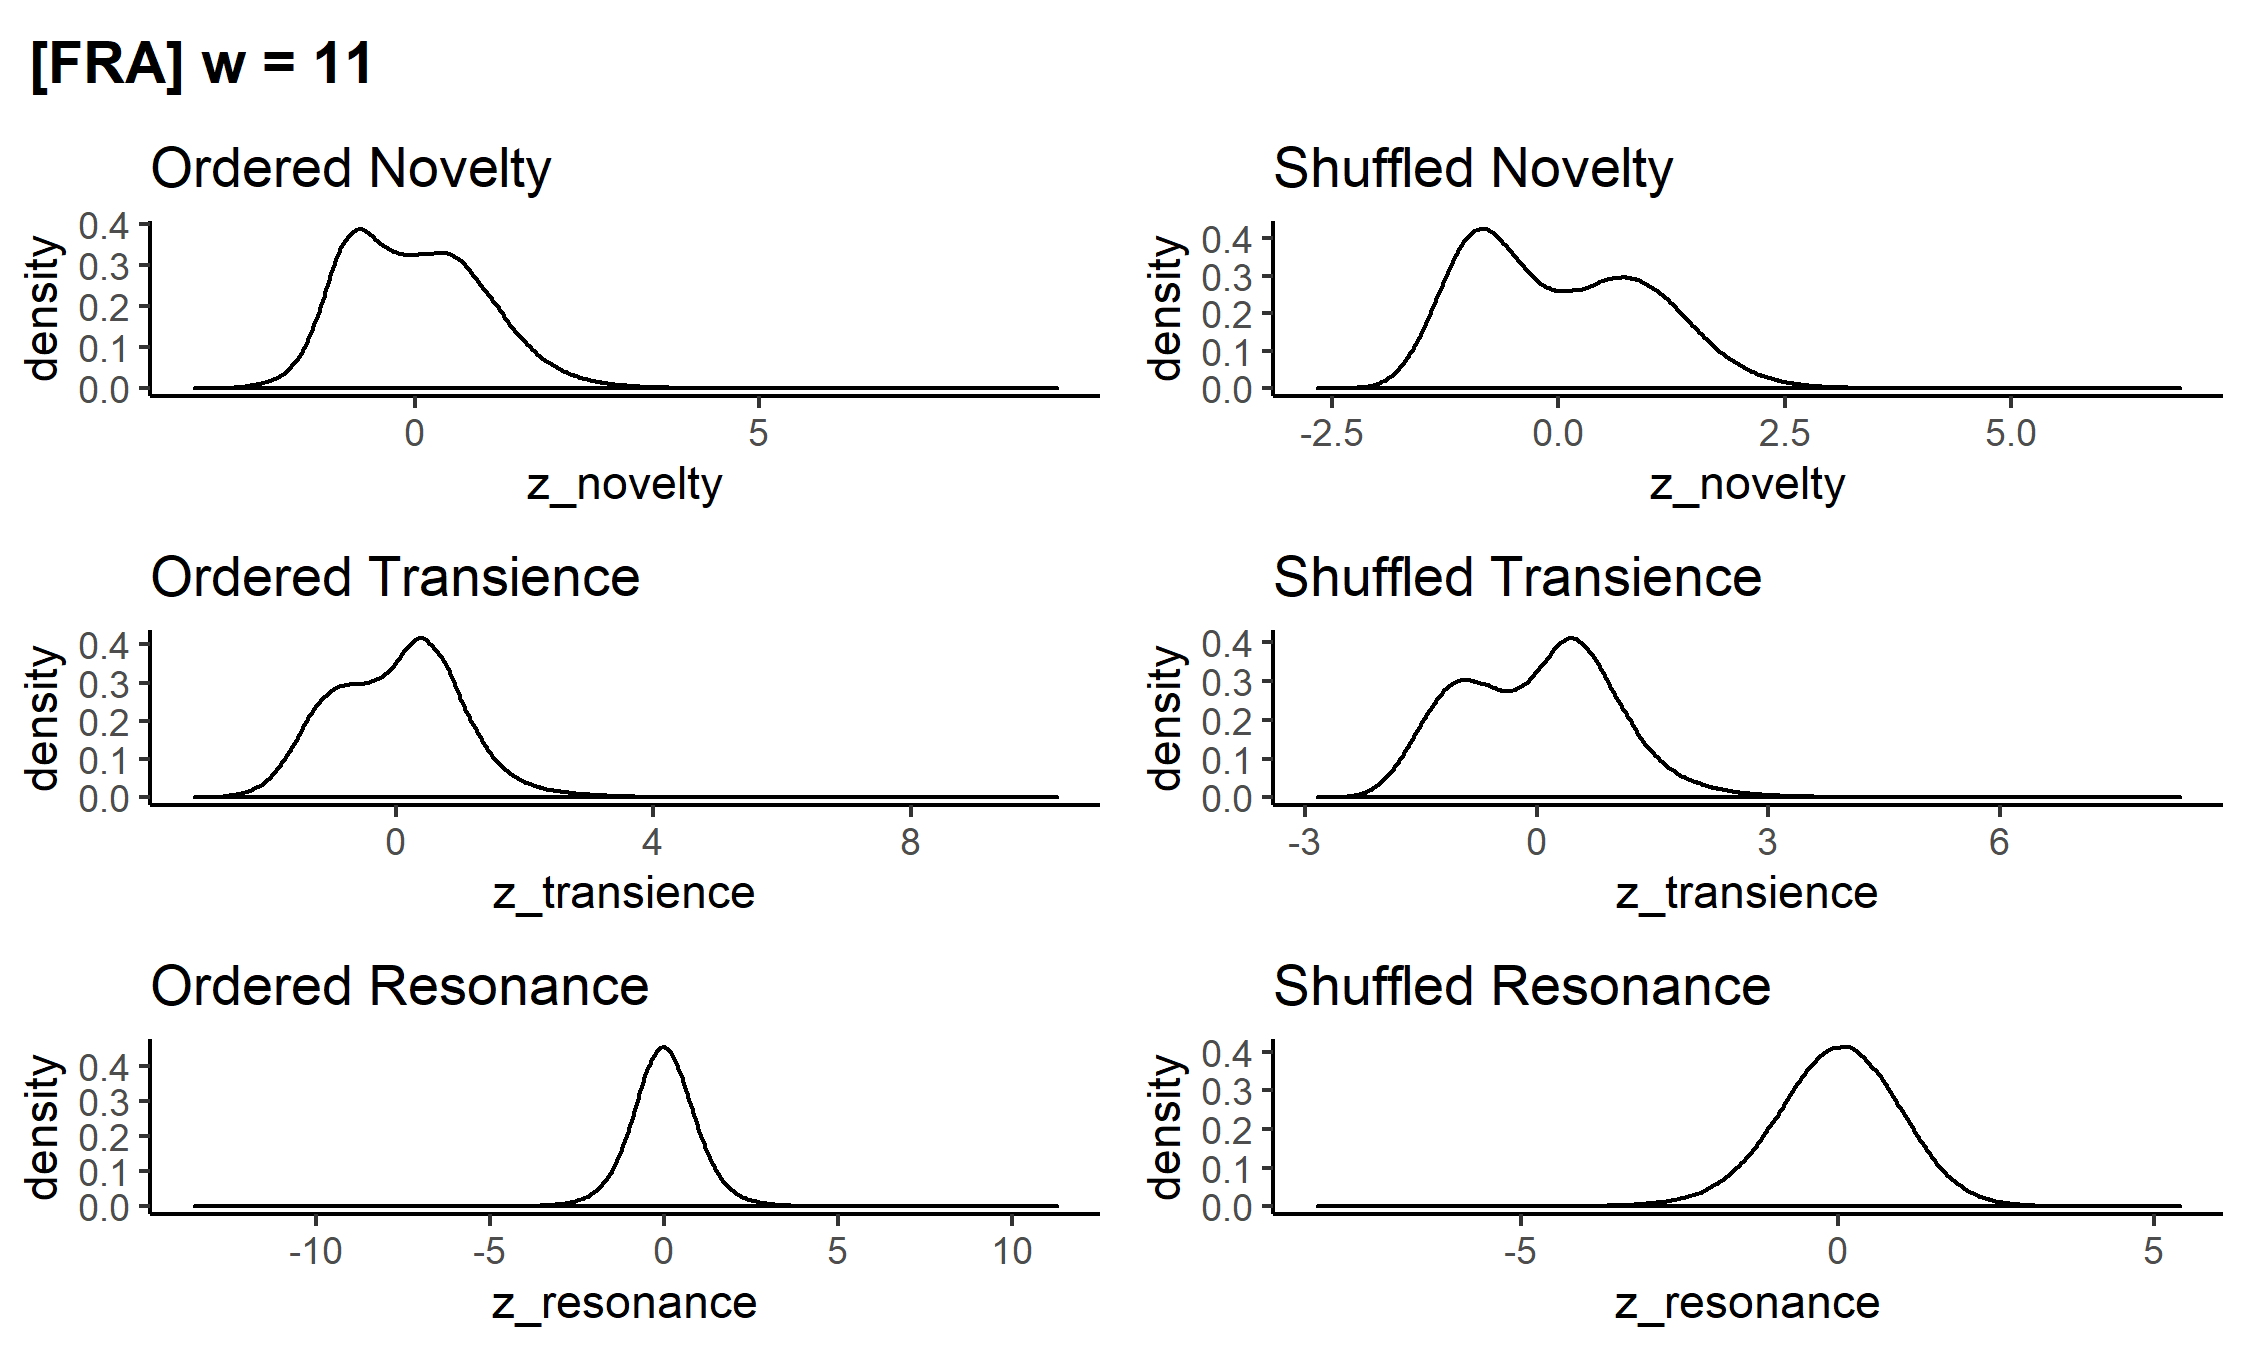 [FRA] w = 11
Ordered Novelty
density
0.4
0.3
0.2
0.1
0.0
0 5
z_novelty
Shuffled Novelty
density
0.4
0.3
0.2
0.1
0.0
-2.5 0.0 2.5 5.0
z_novelty
Ordered Transience
density
0.4
0.3
0.2
0.1
0.0
0 4 8
z_transience
Shuffled Transience
density
0.4
0.3
0.2
0.1
0.0
-3 0 3 6
z_transience
Ordered Resonance
density
0.4
0.3
0.2
0.1
0.0
-10 -5 0 5 10
z_resonance
Shuffled Resonance
density
0.4
0.3
0.2
0.1
0.0
-5 0 5
z_resonance